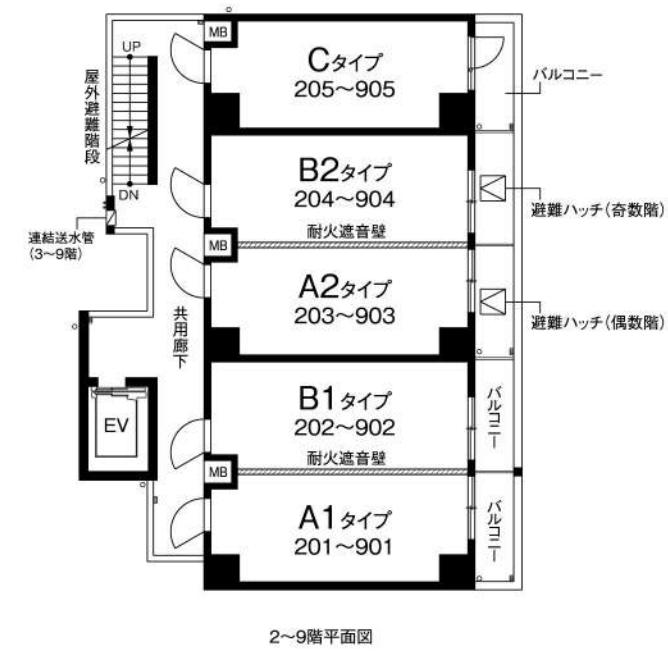 MB
UP
Cタイプ
205～905
バルコニー
屋外避難階段
B2タイプ
204～904
DN
避難ハッチ(奇数階)
耐火遮音壁
MB
連結送水管
(3～9階)
A2タイプ
203～903
避難ハッチ(偶数階)
共用廊下
B1タイプ
202～902
バルコニー
EV
耐火遮音壁
MB
A1タイプ
201～901
バルコニー
2～9階平面図